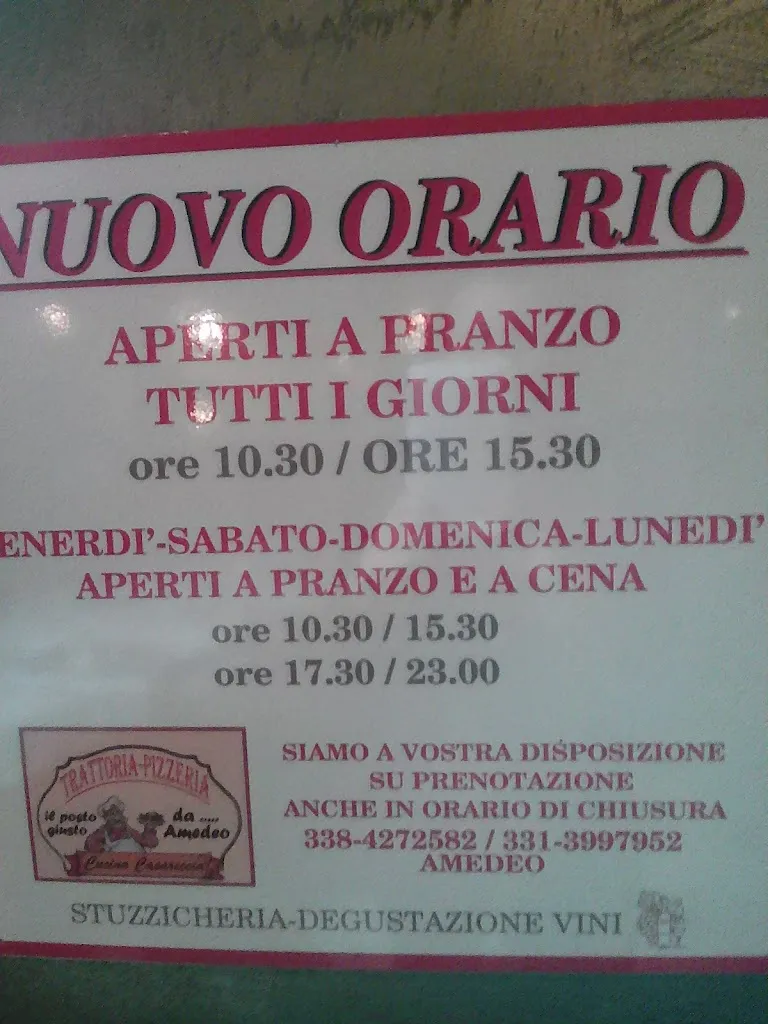 NUOVO ORARIO
APERTI A PRANZO
TUTTI I GIORNI
ore 10.30 / ORE 15.30
ENERDI'-SABATO-DOMENICA-LUNEDI'
APERTI A PRANZO E A CENA
ore 10.30 / 15.30
ore 17.30 / 23.00
TRATTORIA-PIZZERIA
il posto giusto
da ..... Amedeo
Cucina Casareccia
SIAMO A VOSTRA DISPOSIZIONE
SU PRENOTAZIONE
ANCHE IN ORARIO DI CHIUSURA
338-4272582 / 331-3997952
AMEDEO
STUZZICHERIA-DEGUSTAZIONE VINI